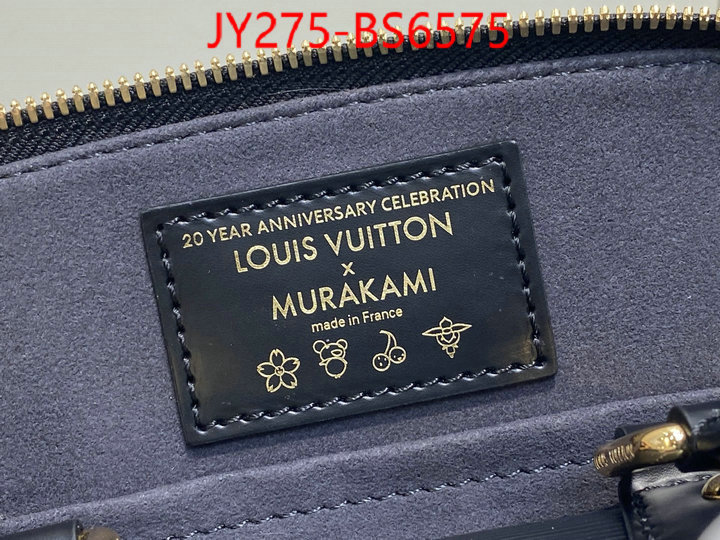 JY275-BS6575
20 YEAR ANNIVERSARY CELEBRATION
LOUIS VUITTON
x
MURAKAMI
made in France